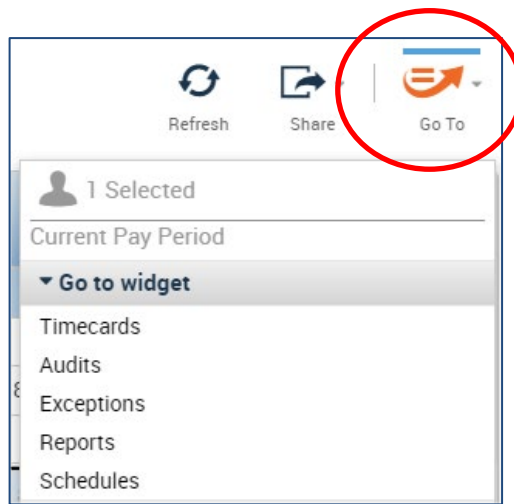 Refresh Share Go To
1 Selected
Current Pay Period
Go to widget
Timecards
Audits
Exceptions
Reports
Schedules